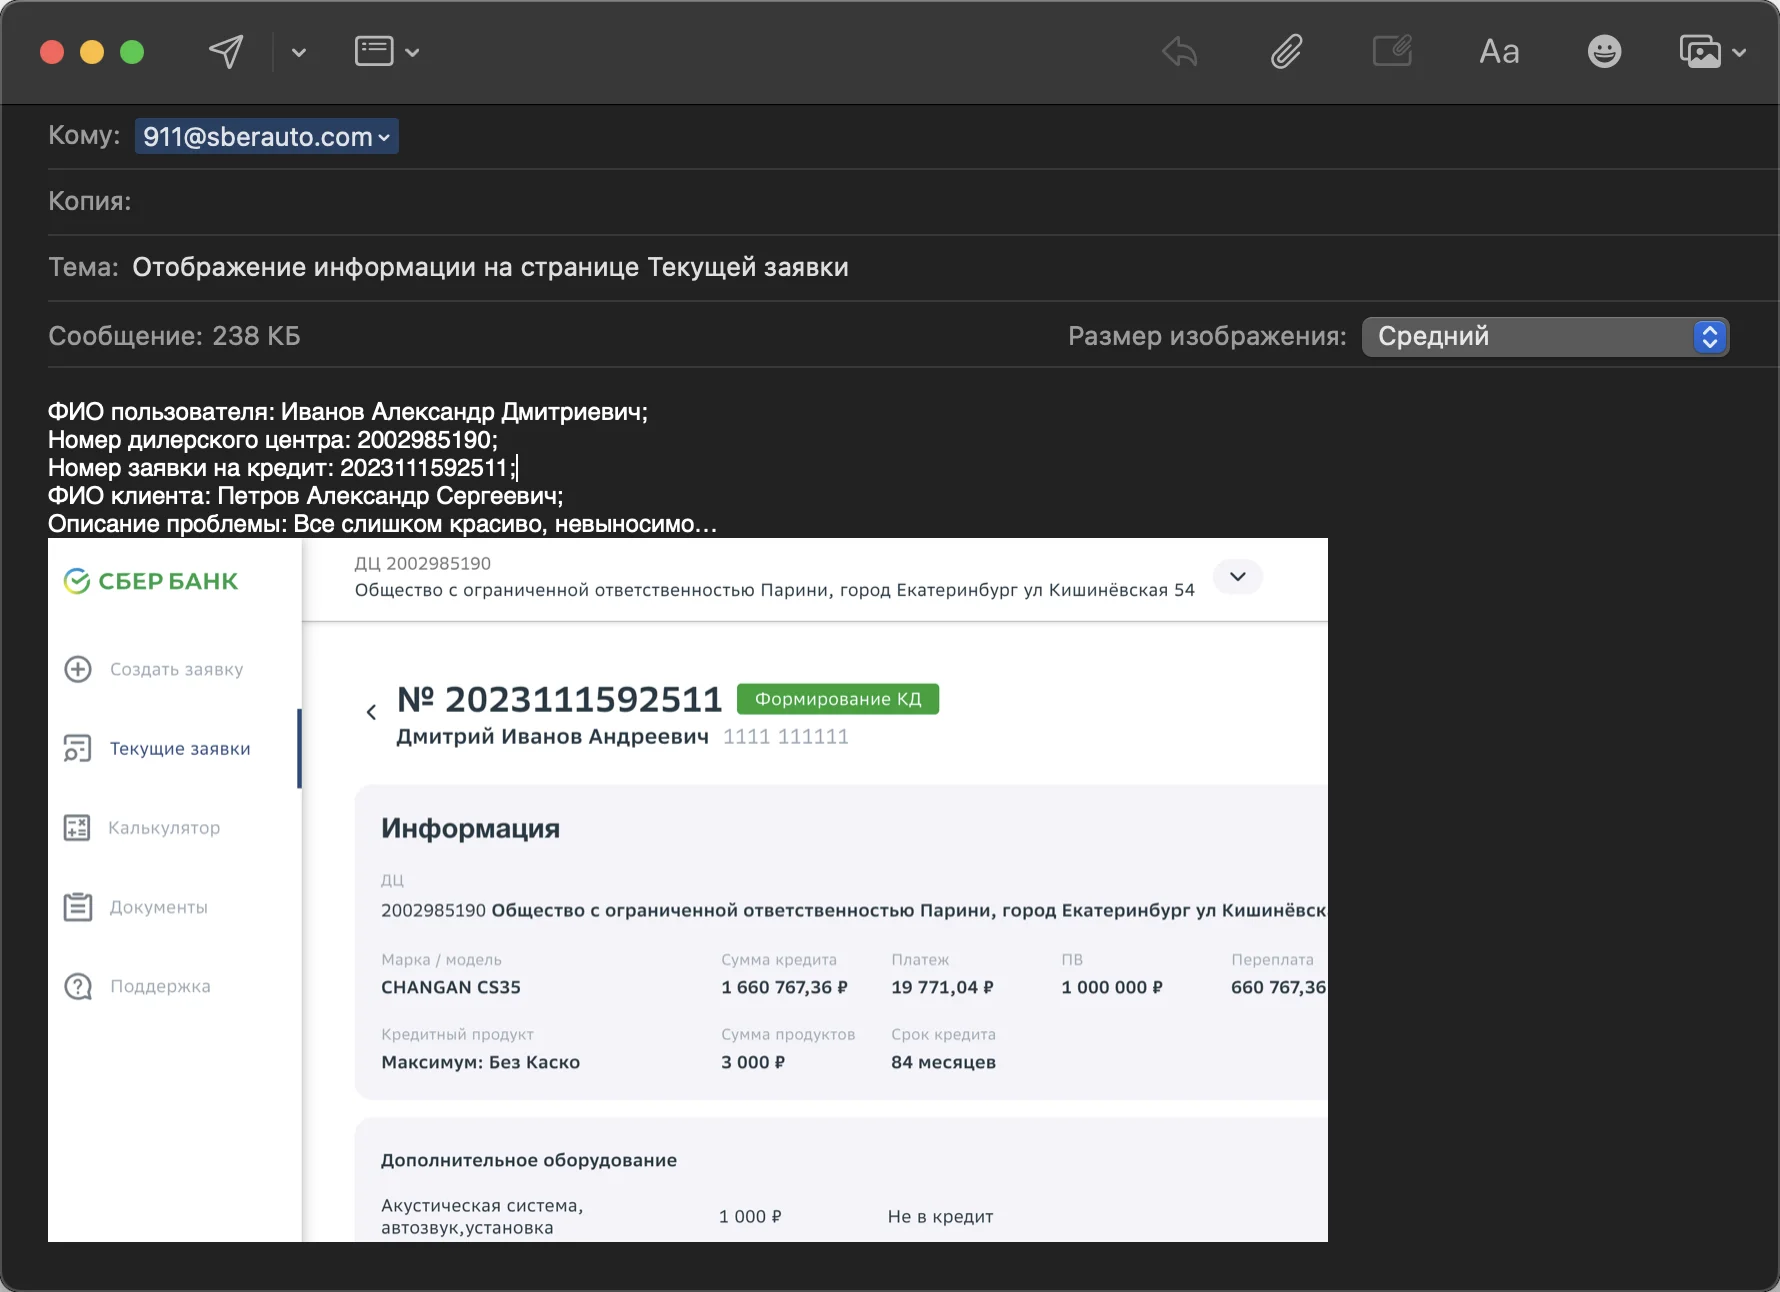 Aa
Кому: 911@sberauto.com
Копия:
Тема: Отображение информации на странице Текущей заявки
Сообщение: 238 КБ
Размер изображения: Средний
ФИО пользователя: Иванов Александр Дмитриевич;
Номер дилерского центра: 2002985190;
Номер заявки на кредит: 2023111592511;
ФИО клиента: Петров Александр Сергеевич;
Описание проблемы: Все слишком красиво, невыносимо...
СБЕР БАНК
Создать заявку
Текущие заявки
Калькулятор
Документы
Поддержка
ДЦ 2002985190
Общество с ограниченной ответственностью Парини, город Екатеринбург ул Кишинёвская 54
№ 2023111592511 Формирование КД
Дмитрий Иванов Андреевич 1111 111111
Информация
ДЦ
2002985190 Общество с ограниченной ответственностью Парини, город Екатеринбург ул Кишинёвск
Марка / модель Сумма кредита Платеж ПВ Переплата
CHANGAN CS35 1 660 767,36 ₽ 19 771,04 ₽ 1 000 000 ₽ 660 767,36
Кредитный продукт Сумма продуктов Срок кредита
Максимум: Без Каско 3 000 ₽ 84 месяцев
Дополнительное оборудование
Акустическая система,
автозвук,установка 1 000 ₽ Не в кредит